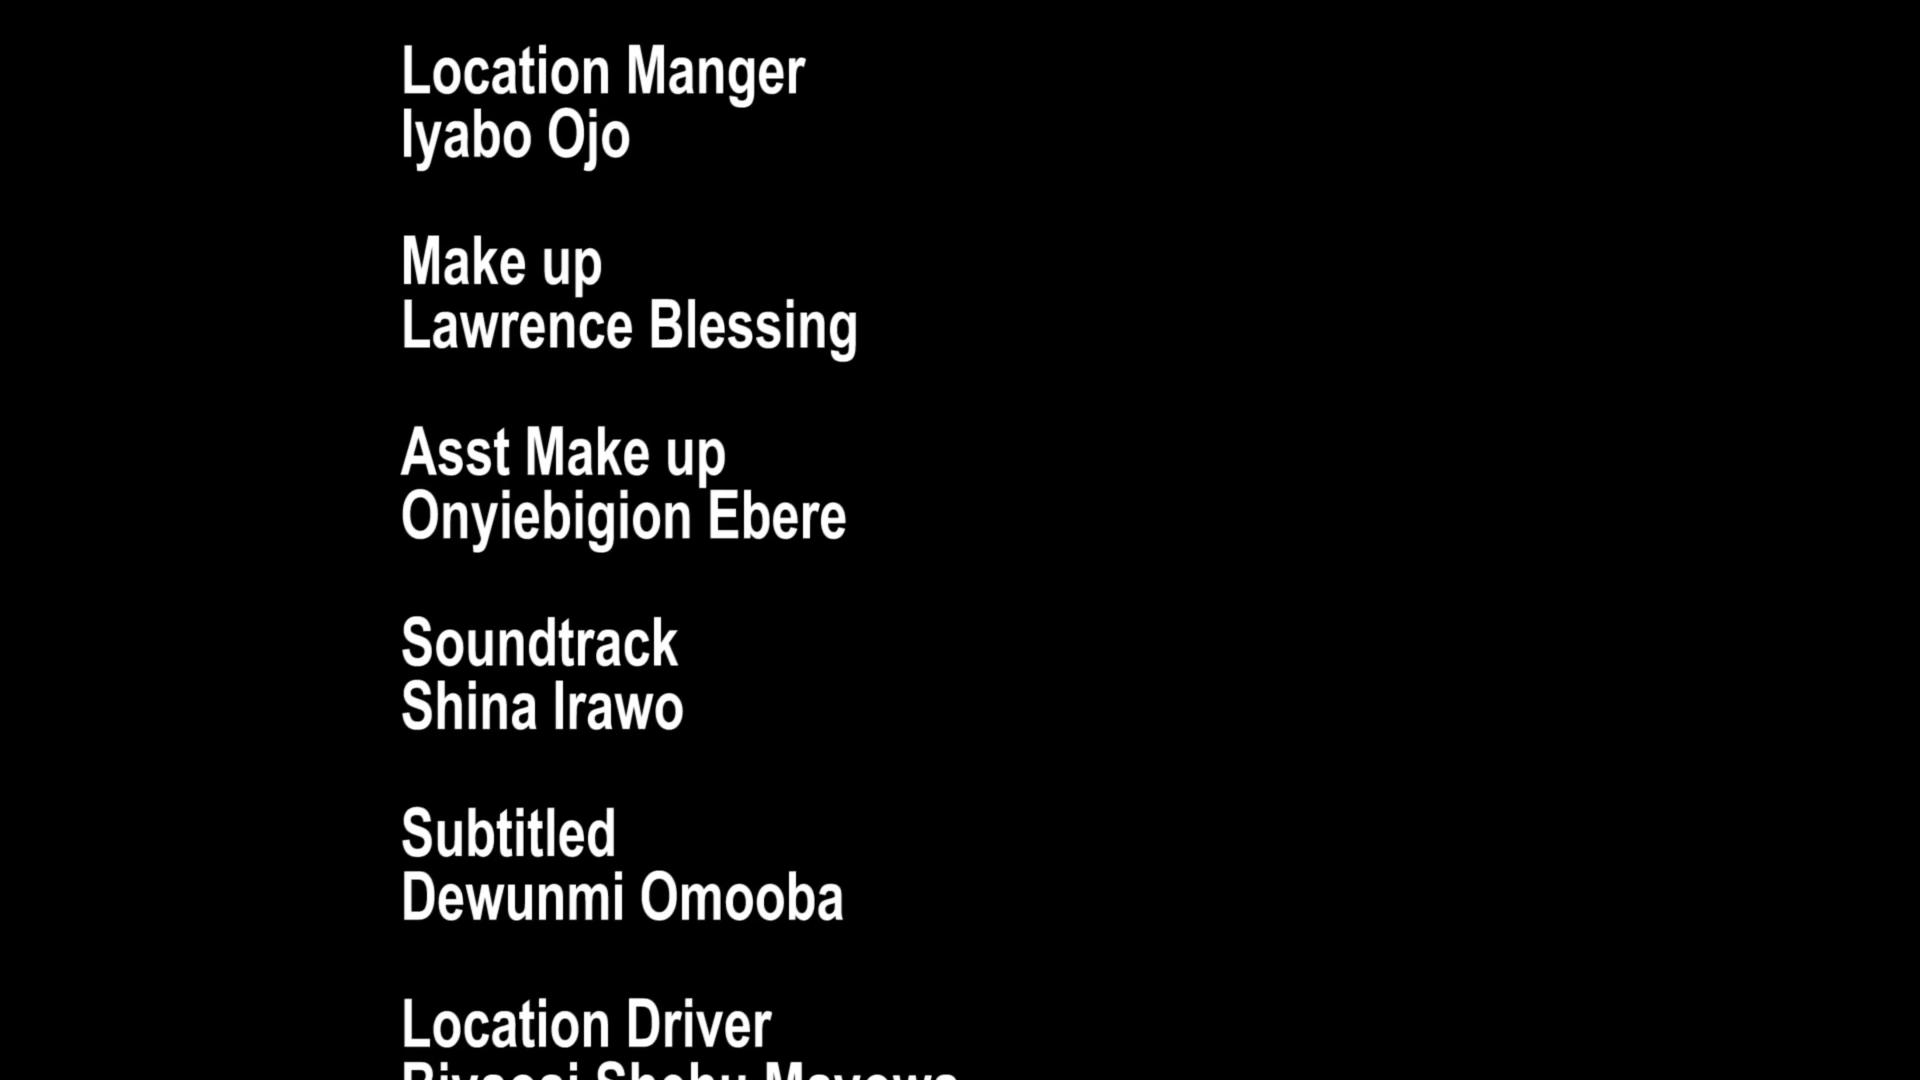 Location Manger
Iyabo Ojo
Make up
Lawrence Blessing
Asst Make up
Onyiebigion Ebere
Soundtrack
Shina Irawo
Subtitled
Dewunmi Omooba
Location Driver